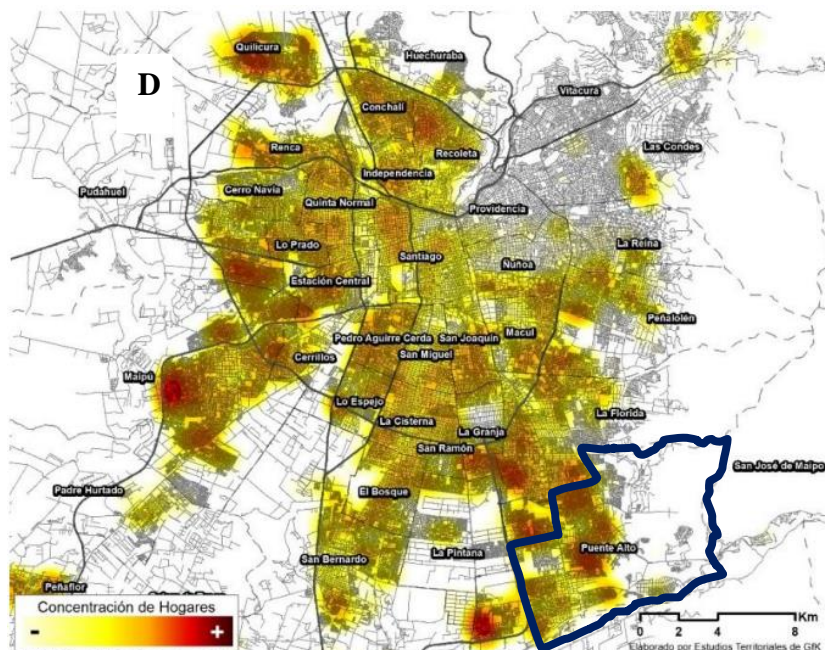 Quilicura
Huechuraba
D
Vitacura
Conchalí
Renca
Recoleta
Las Condes
Independencia
Pudahuel
Cerro Navia
Quinta Normal
Providencia
Lo Prado
Santiago
La Reina
Ñuñoa
Estación Central
Peñalolén
Pedro Aguirre Cerda
San Joaquín
Macul
San Miguel
Cerrillos
Maipú
Lo Espejo
La Florida
La Cisterna
La Granja
San Ramón
San José de Maipo
Padre Hurtado
El Bosque
Puente Alto
La Pintana
San Bernardo
Peñaflor
Concentración de Hogares
- +
Km
0 2 4 8
Elaborado por Estudios Territoriales de GfK